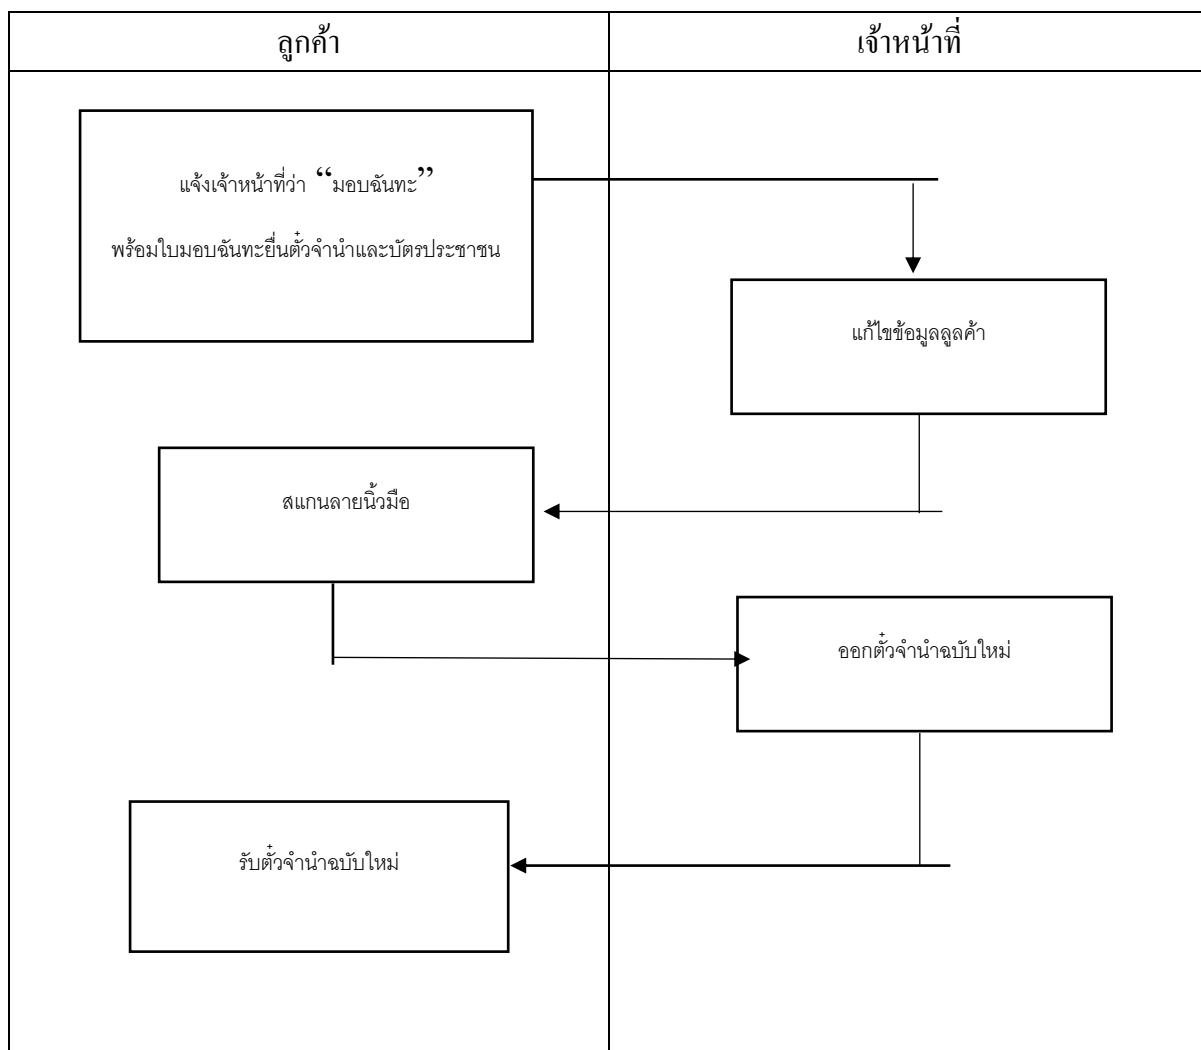 ลูกค้า
เจ้าหน้าที่
แจ้งเจ้าหน้าที่ว่า “มอบฉันทะ”
พร้อมใบมอบฉันทะยื่นตั๋วจำนำและบัตรประชาชน
แก้ไขข้อมูลลูลค้า
สแกนลายนิ้วมือ
ออกตั๋วจำนำฉบับใหม่
รับตั๋วจำนำฉบับใหม่